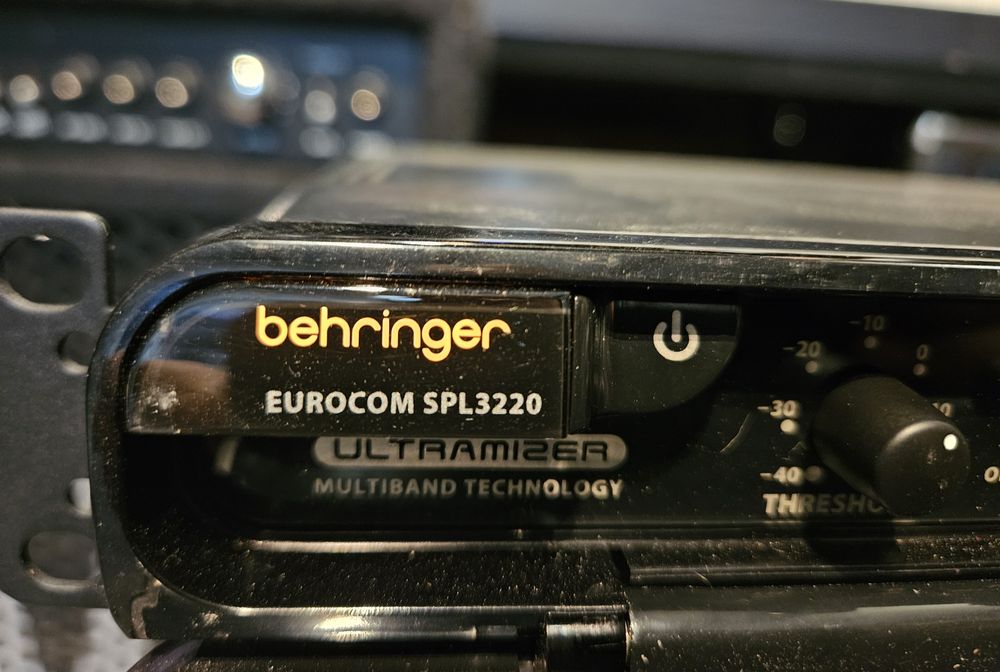 behringer
EUROCOM SPL3220
ULTRAMIZER
MULTIBAND TECHNOLOGY
-10
-20
0
-30
-40